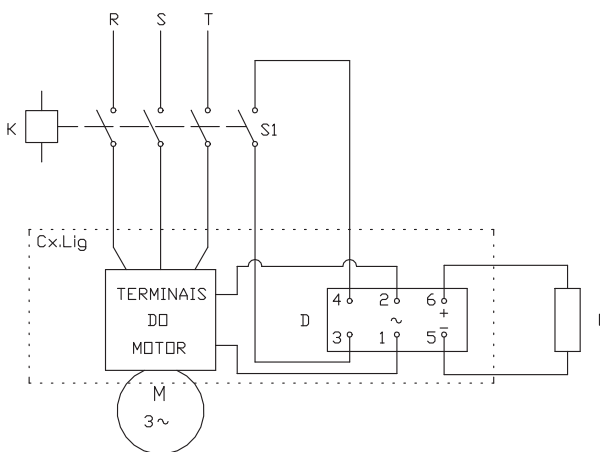 R S T
K
S1
Cx.Lig
TERMINAIS
DO
MOTOR
D
4 2 6
+
~
-
3 1 5
M
3~